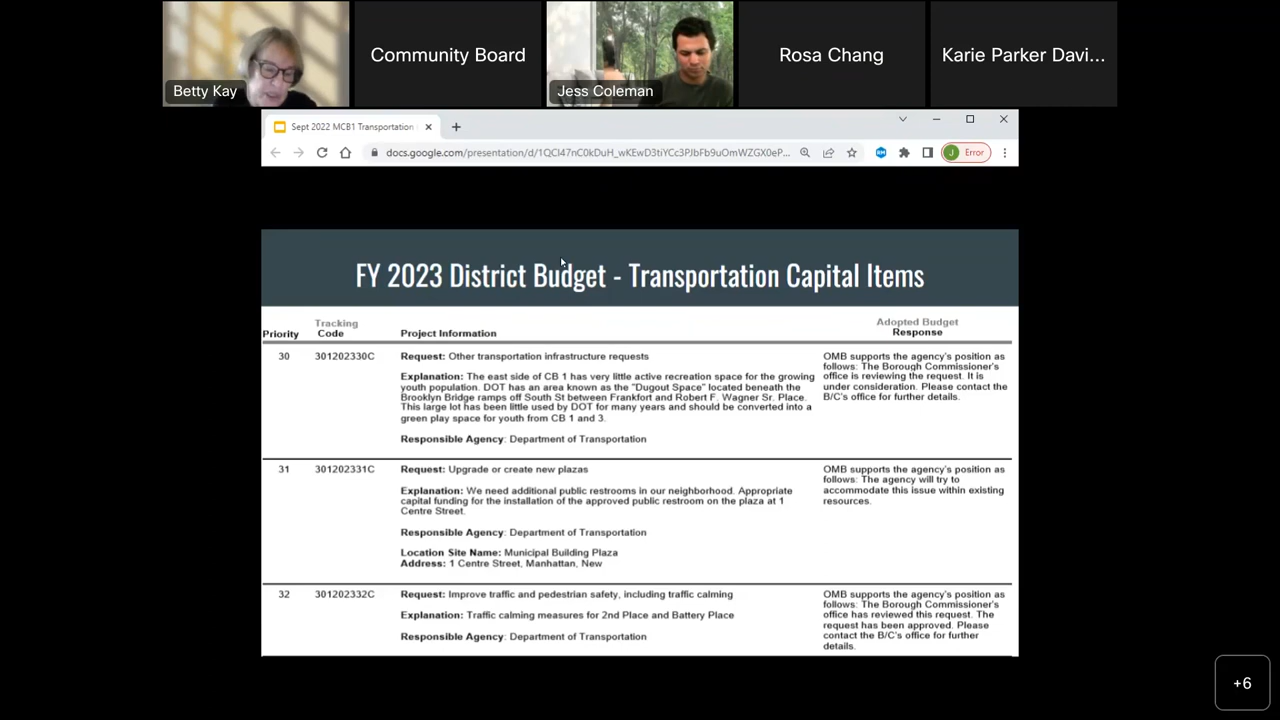 Betty Kay
Community Board
Jess Coleman
Rosa Chang
Karie Parker Davi...
Sept 2022 MCB1 Transportation
docs.google.com/presentation/d/1QCI47nC0kDuH_wKEwD3tiYCc3PJbFb9uOmWZGX0eP...
J
Error
FY 2023 District Budget - Transportation Capital Items
Priority
Tracking
Code
Project Information
Adopted Budget
Response
30
301202330C
Request: Other transportation infrastructure requests
Explanation: The east side of CB 1 has very little active recreation space for the growing
youth population. DOT has an area known as the "Dugout Space" located beneath the
Brooklyn Bridge ramps off South St between Frankfort and Robert F. Wagner Sr. Place.
This large lot has been little used by DOT for many years and should be converted into a
green play space for youth from CB 1 and 3.
Responsible Agency: Department of Transportation
OMB supports the agency's position as
follows: The Borough Commissioner's
office is reviewing the request. It is
under consideration. Please contact the
B/C's office for further details.
31
301202331C
Request: Upgrade or create new plazas
Explanation: We need additional public restrooms in our neighborhood. Appropriate
capital funding for the installation of the approved public restroom on the plaza at 1
Centre Street.
Responsible Agency: Department of Transportation
Location Site Name: Municipal Building Plaza
Address: 1 Centre Street, Manhattan, New
OMB supports the agency's position as
follows: The agency will try to
accommodate this issue within existing
resources.
32
301202332C
Request: Improve traffic and pedestrian safety, including traffic calming
Explanation: Traffic calming measures for 2nd Place and Battery Place
Responsible Agency: Department of Transportation
OMB supports the agency's position as
follows: The Borough Commissioner's
office has reviewed this request. The
request has been approved. Please
contact the B/C's office for further
details.
+6